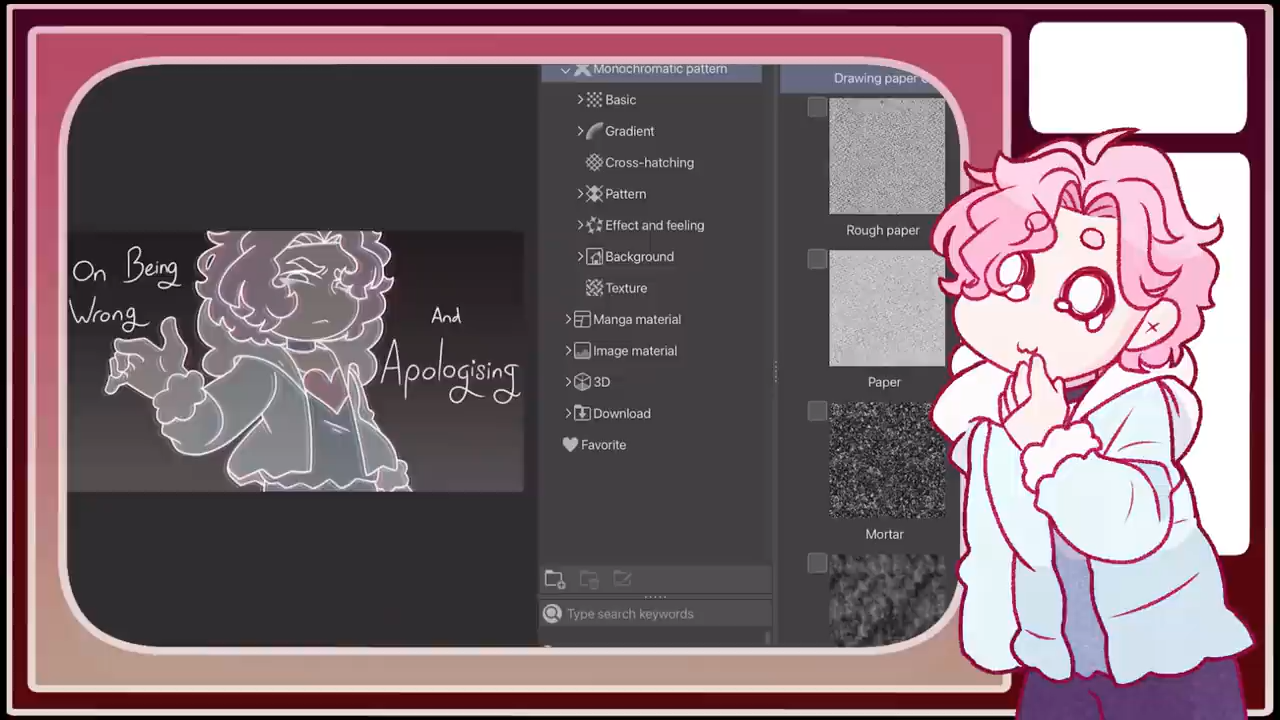 On Being
Wrong
And
Apologising
Monochromatic pattern
Basic
Gradient
Cross-hatching
Pattern
Effect and feeling
Background
Texture
Manga material
Image material
3D
Download
Favorite
Type search keywords
Drawing paper
Rough paper
Paper
Mortar